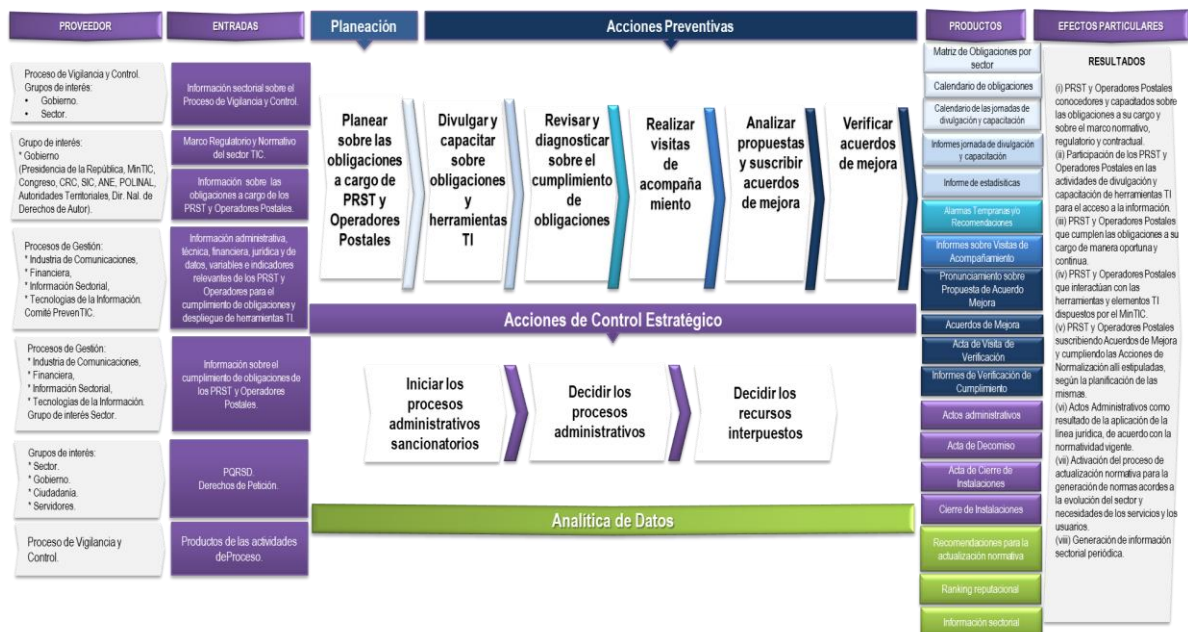 PROVEEDOR
ENTRADAS
Planeación
Acciones Preventivas
PRODUCTOS
EFECTOS PARTICULARES
Proceso de Vigilancia y Control.
Grupos de interés:
• Gobierno.
• Sector.
Información sectorial sobre el
Proceso de Vigilancia y Control.
Grupo de interés:
* Gobierno
(Presidencia de la República, MinTIC,
Congreso, CRC, SIC, ANE, POLINAL,
Autoridades Territoriales, Dir. Nal. de
Derechos de Autor).
Marco Regulatorio y Normativo
del sector TIC.
Información sobre las
obligaciones a cargo de los
PRST y Operadores Postales.
Procesos de Gestión:
* Industria de Comunicaciones,
* Financiera,
* Información Sectorial,
* Tecnologías de la Información.
Comité PrevenTIC.
Información administrativa,
técnica, financiera, jurídica y de
datos, variables e indicadores
relevantes de los PRST y
Operadores para el
cumplimiento de obligaciones y
despliegue de herramientas TI.
Procesos de Gestión:
* Industria de Comunicaciones,
* Financiera,
* Información Sectorial,
* Tecnologías de la Información.
Grupo de interés Sector.
Información sobre el
cumplimiento de obligaciones de
los PRST y Operadores
Postales.
Grupos de interés:
* Sector.
* Gobierno.
* Ciudadanía.
* Servidores.
PQRSD.
Derechos de Petición.
Proceso de Vigilancia y
Control.
Productos de las actividades
deProceso.
Planear
sobre las
obligaciones
a cargo de
PRST y
Operadores
Postales
Divulgar y
capacitar
sobre
obligaciones
y
herramientas
TI
Revisar y
diagnosticar
sobre el
cumplimiento
de
obligaciones
Realizar
visitas
de
acompaña
miento
Analizar
propuestas
y suscribir
acuerdos
de mejora
Verificar
acuerdos
de mejora
Acciones de Control Estratégico
Iniciar los
procesos
administrativos
sancionatorios
Decidir los
procesos
administrativos
Decidir los
recursos
interpuestos
Analítica de Datos
Matriz de Obligaciones por
sector
Calendario de obligaciones
Calendario de las jornadas de
divulgación y capacitación
Informes jornada de divulgación
y capacitación
Informe de estadísticas
Alarmas Tempranas y/o
Recomendaciones
Informes sobre Visitas de
Acompañamiento
Pronunciamiento sobre
Propuesta de Acuerdo
Mejora
Acuerdos de Mejora
Acta de Visita de
Verificación
Informes de Verificación de
Cumplimiento
Actos administrativos
Acta de Decomiso
Acta de Cierre de
Instalaciones
Cierre de Instalaciones
Recomendaciones para la
actualización normativa
Ranking reputacional
Información sectorial
RESULTADOS
(i) PRST y Operadores Postales
conocedores y capacitados sobre
las obligaciones a su cargo y
sobre el marco normativo,
regulatorio y contractual.
(ii) Participación de los PRST y
Operadores Postales en las
actividades de divulgación y
capacitación de herramientas TI
para el acceso a la información.
(iii) PRST y Operadores Postales
que cumplen las obligaciones a su
cargo de manera oportuna y
continua.
(iv) PRST y Operadores Postales
que interactúan con las
herramientas y elementos TI
dispuestos por el MinTIC.
(v) PRST y Operadores Postales
suscribiendo Acuerdos de Mejora
y cumpliendo las Acciones de
Normalización allí estipuladas,
según la planificación de las
mismas.
(vi) Actos Administrativos como
resultado de la aplicación de la
línea jurídica, de acuerdo con la
normatividad vigente.
(vii) Activación del proceso de
actualización normativa para la
generación de normas acordes a
la evolución del sector y
necesidades de los servicios y los
usuarios.
(viii) Generación de información
sectorial periódica.